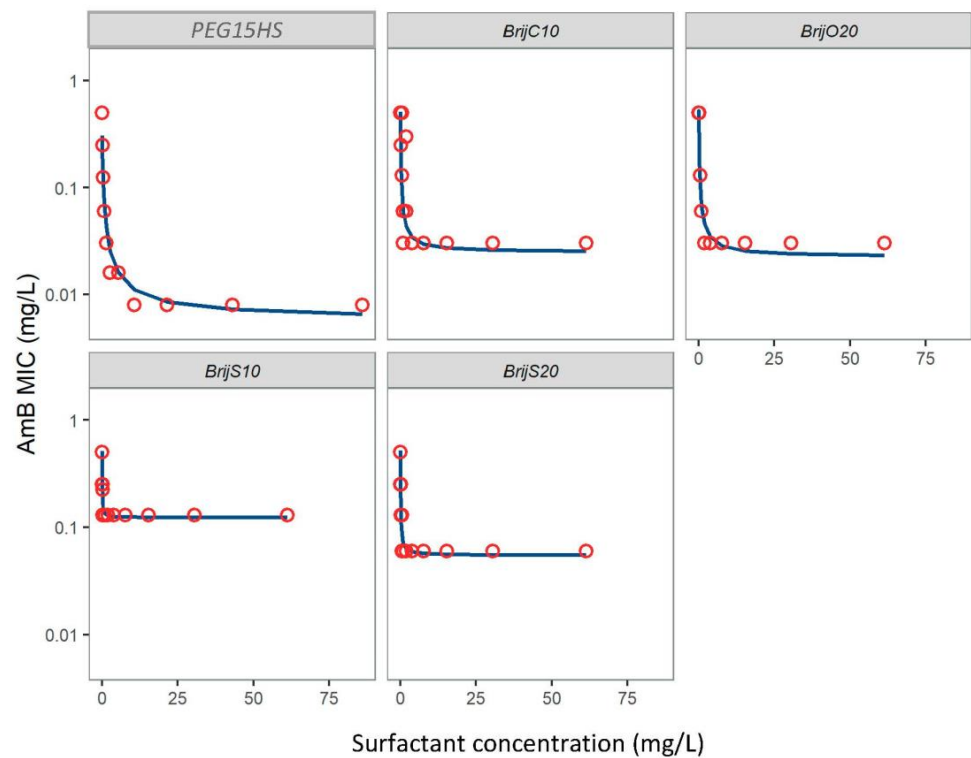 PEG15HS
BrijC10
BrijO20
1
0.1
0.01
0 25 50 75
BrijS10
BrijS20
AmB MIC (mg/L)
1
0.1
0.01
0 25 50 75
0 25 50 75
Surfactant concentration (mg/L)